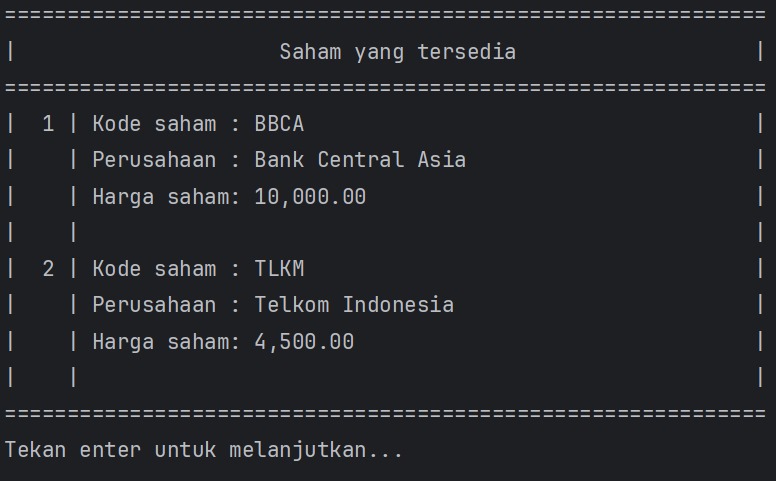 =============================================================
|                     Saham yang tersedia                   |
=============================================================
|  1 | Kode saham : BBCA                                    |
|    | Perusahaan : Bank Central Asia                       |
|    | Harga saham: 10,000.00                               |
|    |                                                      |
|  2 | Kode saham : TLKM                                    |
|    | Perusahaan : Telkom Indonesia                        |
|    | Harga saham: 4,500.00                                |
|    |                                                      |
=============================================================
Tekan enter untuk melanjutkan...